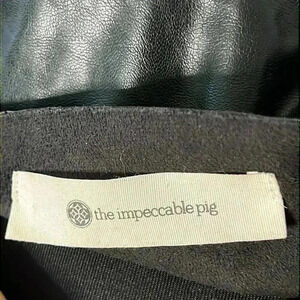 the impeccable pig